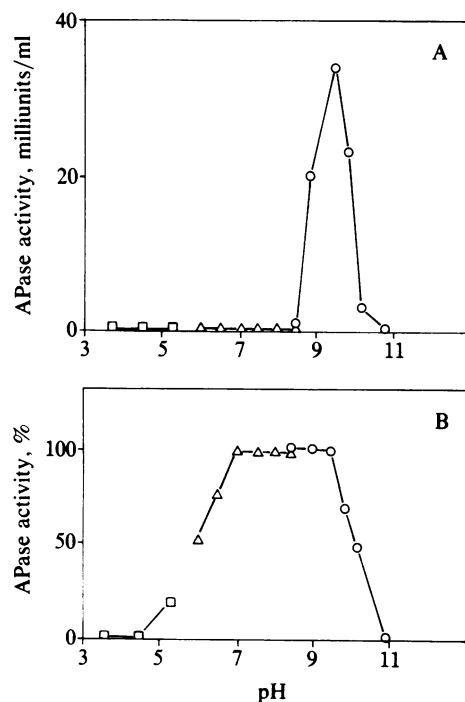 A
APase activity, milliunits/ml
40
20
0
3 5 7 9 11
B
APase activity, %
100
50
0
3 5 7 9 11
pH